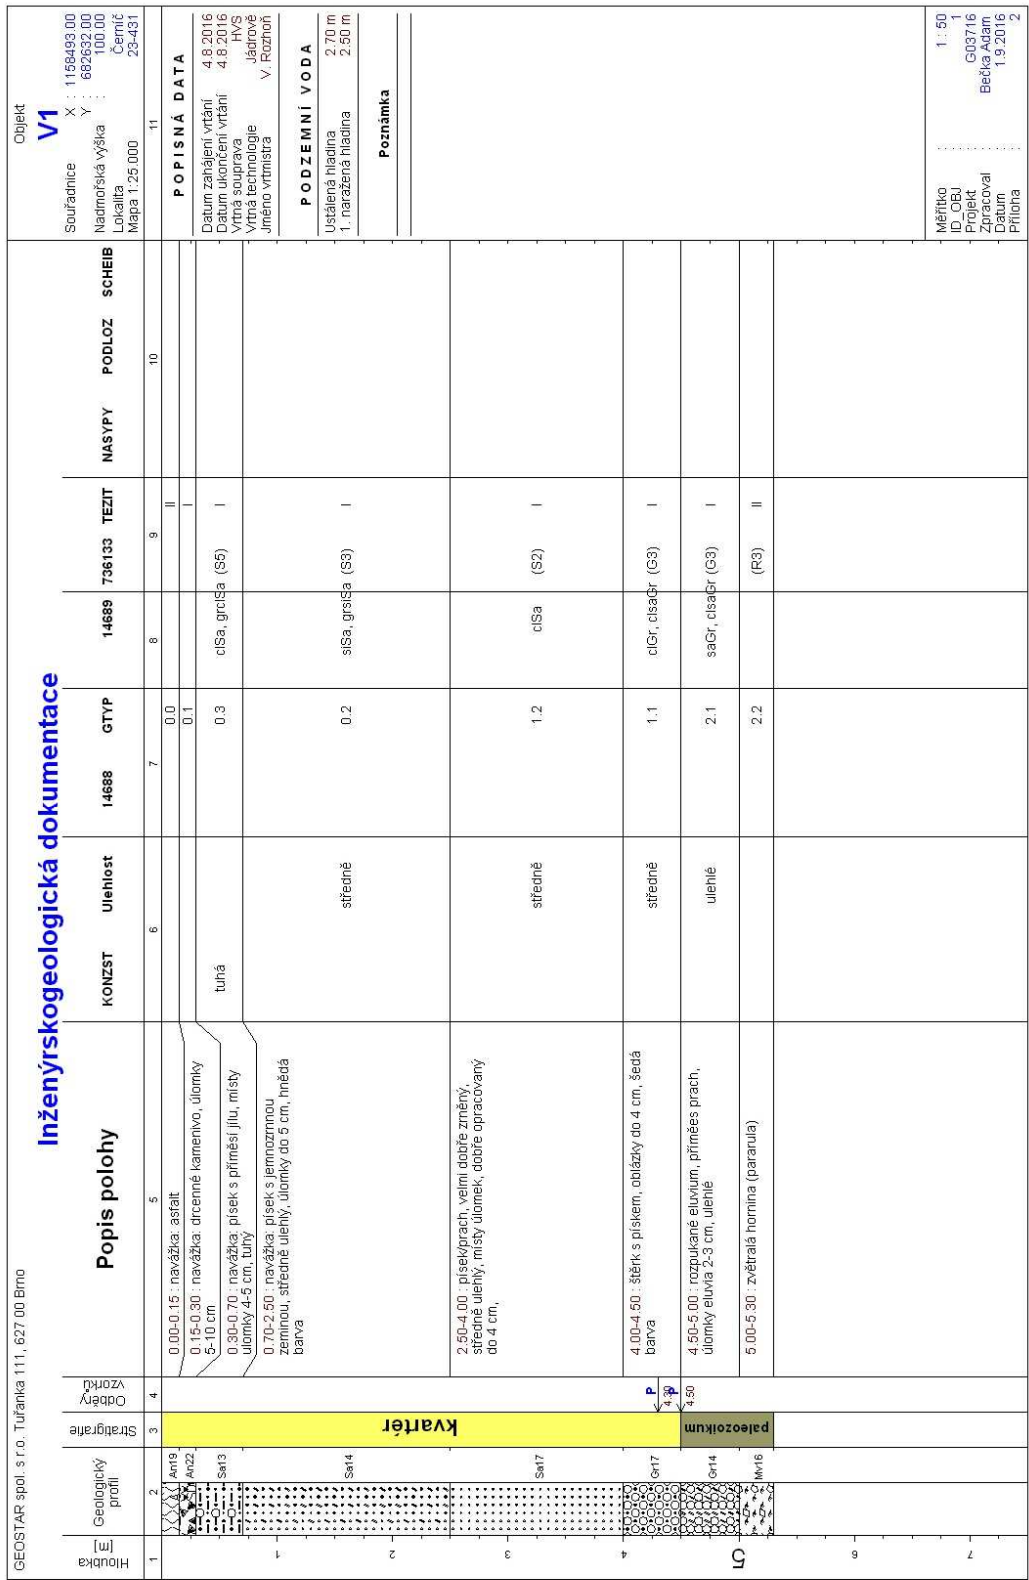 GEOSTAR spol. s r.o. Tuřanka 111, 627 00 Brno
Inženýrskogeologická dokumentace
Objekt
V1
Souřadnice X : 1158493.00
Y : 682632.00
Nadmořská výška : 100.00
Lokalita Černíč
Mapa 1:25.000 23-431
Hloubka [m]
Geologický profil
Stratigrafie
Odběry vzorků
Popis polohy
KONZST Ulehlost
14688 GTYP
14689 736133 TEZIT
NASYPY PODLOZ SCHEIB
1 2 3 4 5 6 7 8 9 10 11
An19
0.00-0.15 : navážka: asfalt
0.0 II
An22
0.15-0.30 : navážka: drcenné kamenivo, úlomky
5-10 cm
0.1 I
Sa13
0.30-0.70 : navážka: písek s příměsí jílu, místy
úlomky 4-5 cm, tuhý
tuhá 0.3 clSa, grclSa (S5) I
Sa14
0.70-2.50 : navážka: písek s jemnozrnnou
zeminou, středně ulehlý, úlomky do 5 cm, hnědá
barva
středně 0.2 siSa, grsiSa (S3) I
Sa17
2.50-4.00 : písek/prach, velmi dobře zrněný,
středně ulehlý, místy úlomek, dobře opracovaný
do 4 cm,
středně 1.2 clSa (S2) I
Gr17
4.00-4.50 : štěrk s pískem, oblázky do 4 cm, šedá
barva
středně 1.1 clGr, clsaGr (G3) I
Gr14
4.50-5.00 : rozpukané eluvium, příměes prach,
úlomky eluvia 2-3 cm, ulehlé
ulehlé 2.1 saGr, clsaGr (G3) I
Mv16
5.00-5.30 : zvětralá hornina (pararula)
2.2 (R3) II
kvartér
paleozoikum
P
4.30
P
4.50
1
2
3
4
5
6
7
POPISNÁ DATA
Datum zahájení vrtání 4.8.2016
Datum ukončení vrtání 4.8.2016
Vrtná souprava HVS
Vrtná technologie Jádrově
Jméno vrtmistra V. Rozhoň
PODZEMNÍ VODA
Ustálená hladina 2.70 m
1. naražená hladina 2.50 m
Poznámka
Měřítko : 1 : 50
ID_OBJ : 1
Projekt : G03716
Zpracoval : Bečka Adam
Datum : 1.9.2016
Příloha : 2